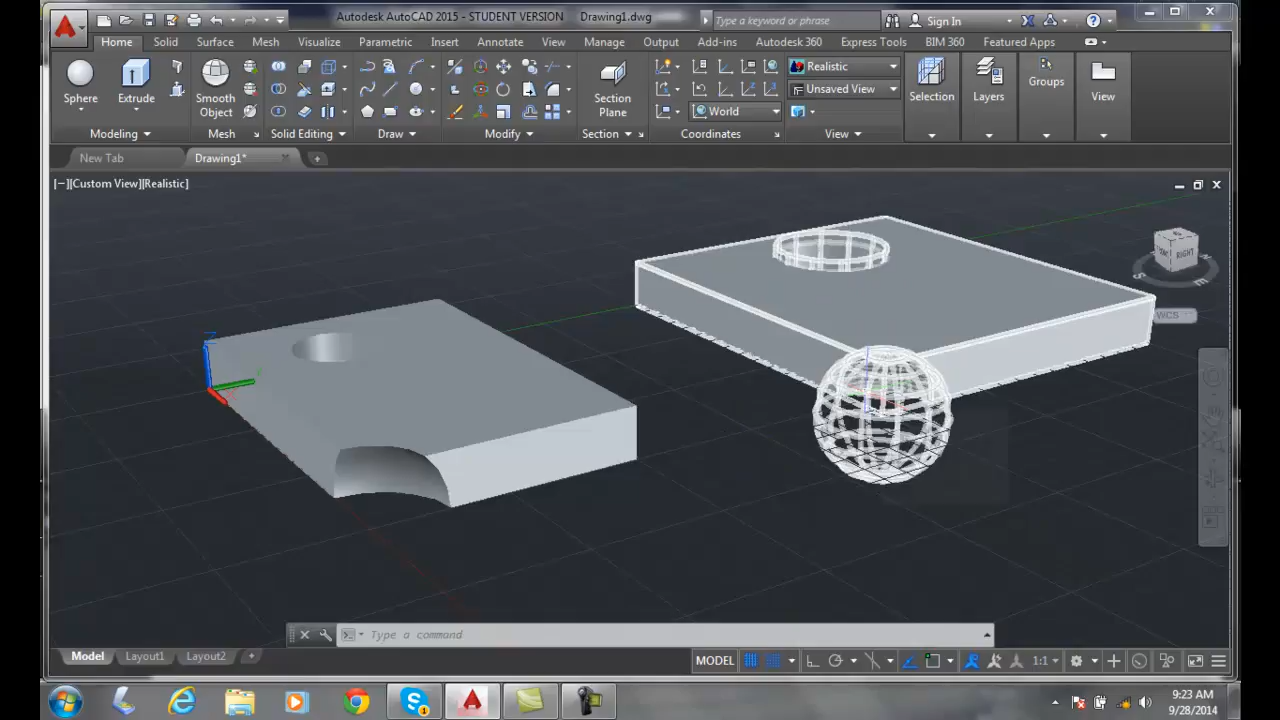 Autodesk AutoCAD 2015 - STUDENT VERSION Drawing1.dwg
Type a keyword or phrase
Sign In
Home Solid Surface Mesh Visualize Parametric Insert Annotate View Manage Output Add-ins Autodesk 360 Express Tools BIM 360 Featured Apps
Realistic
Unsaved View
World
Sphere Extrude Smooth Object Section Plane Selection Layers Groups View
Modeling Mesh Solid Editing Draw Modify Section Coordinates View
New Tab Drawing1*
[−][Custom View][Realistic]
RIGHT
WCS
Type a command
Model Layout1 Layout2
MODEL 1:1
9:23 AM
9/28/2014